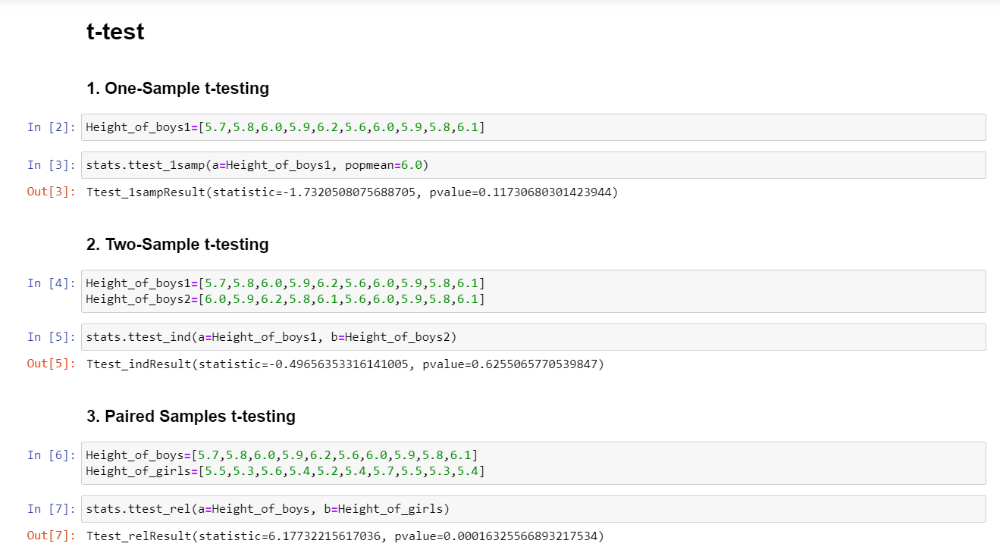 t-test
1. One-Sample t-testing
In [2]: Height_of_boys1=[5.7,5.8,6.0,5.9,6.2,5.6,6.0,5.9,5.8,6.1]
In [3]: stats.ttest_1samp(a=Height_of_boys1, popmean=6.0)
Out[3]: Ttest_1sampResult(statistic=-1.7320508075688705, pvalue=0.11730680301423944)
2. Two-Sample t-testing
In [4]: Height_of_boys1=[5.7,5.8,6.0,5.9,6.2,5.6,6.0,5.9,5.8,6.1]
Height_of_boys2=[6.0,5.9,6.2,5.8,6.1,5.6,6.0,5.9,5.8,6.1]
In [5]: stats.ttest_ind(a=Height_of_boys1, b=Height_of_boys2)
Out[5]: Ttest_indResult(statistic=-0.49656353316141005, pvalue=0.6255065770539847)
3. Paired Samples t-testing
In [6]: Height_of_boys=[5.7,5.8,6.0,5.9,6.2,5.6,6.0,5.9,5.8,6.1]
Height_of_girls=[5.5,5.3,5.6,5.4,5.2,5.4,5.7,5.5,5.3,5.4]
In [7]: stats.ttest_rel(a=Height_of_boys, b=Height_of_girls)
Out[7]: Ttest_relResult(statistic=6.17732215617036, pvalue=0.00016325566893217534)